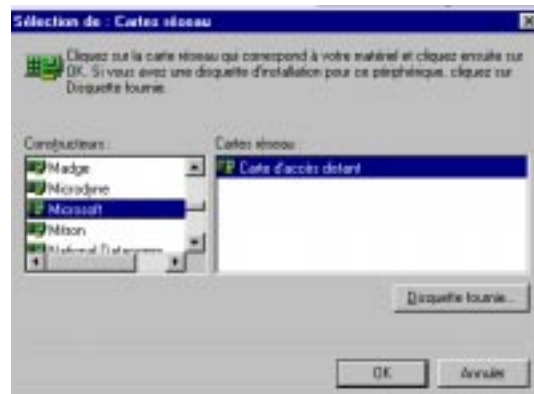 Sélection de : Cartes réseau
Cliquez sur la carte réseau qui correspond à votre matériel et cliquez ensuite sur
OK. Si vous avez une disquette d'installation pour ce périphérique, cliquez sur
Disquette fournie.
Constructeurs :
Cartes réseau :
Madge
Microdyne
Microsoft
Mitron
National
Carte d'accès distant
Disquette fournie...
OK
Annuler